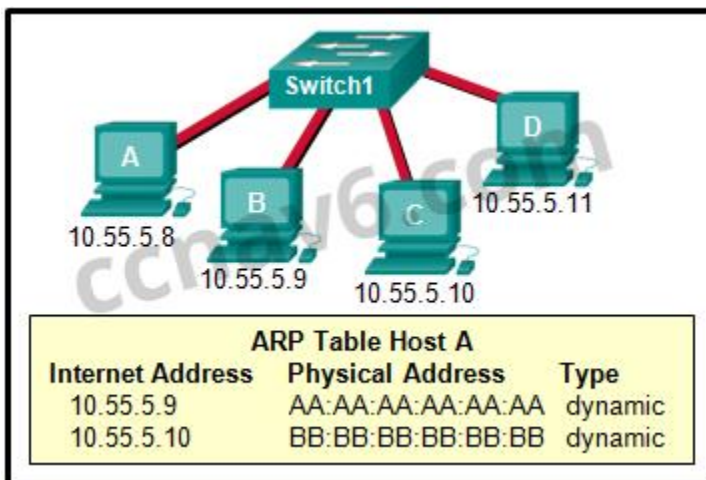 Switch1
A
B
C
D
10.55.5.8
10.55.5.9
10.55.5.10
10.55.5.11
ccnav6.com
ARP Table Host A
Internet Address Physical Address Type
10.55.5.9 AA:AA:AA:AA:AA:AA dynamic
10.55.5.10 BB:BB:BB:BB:BB:BB dynamic